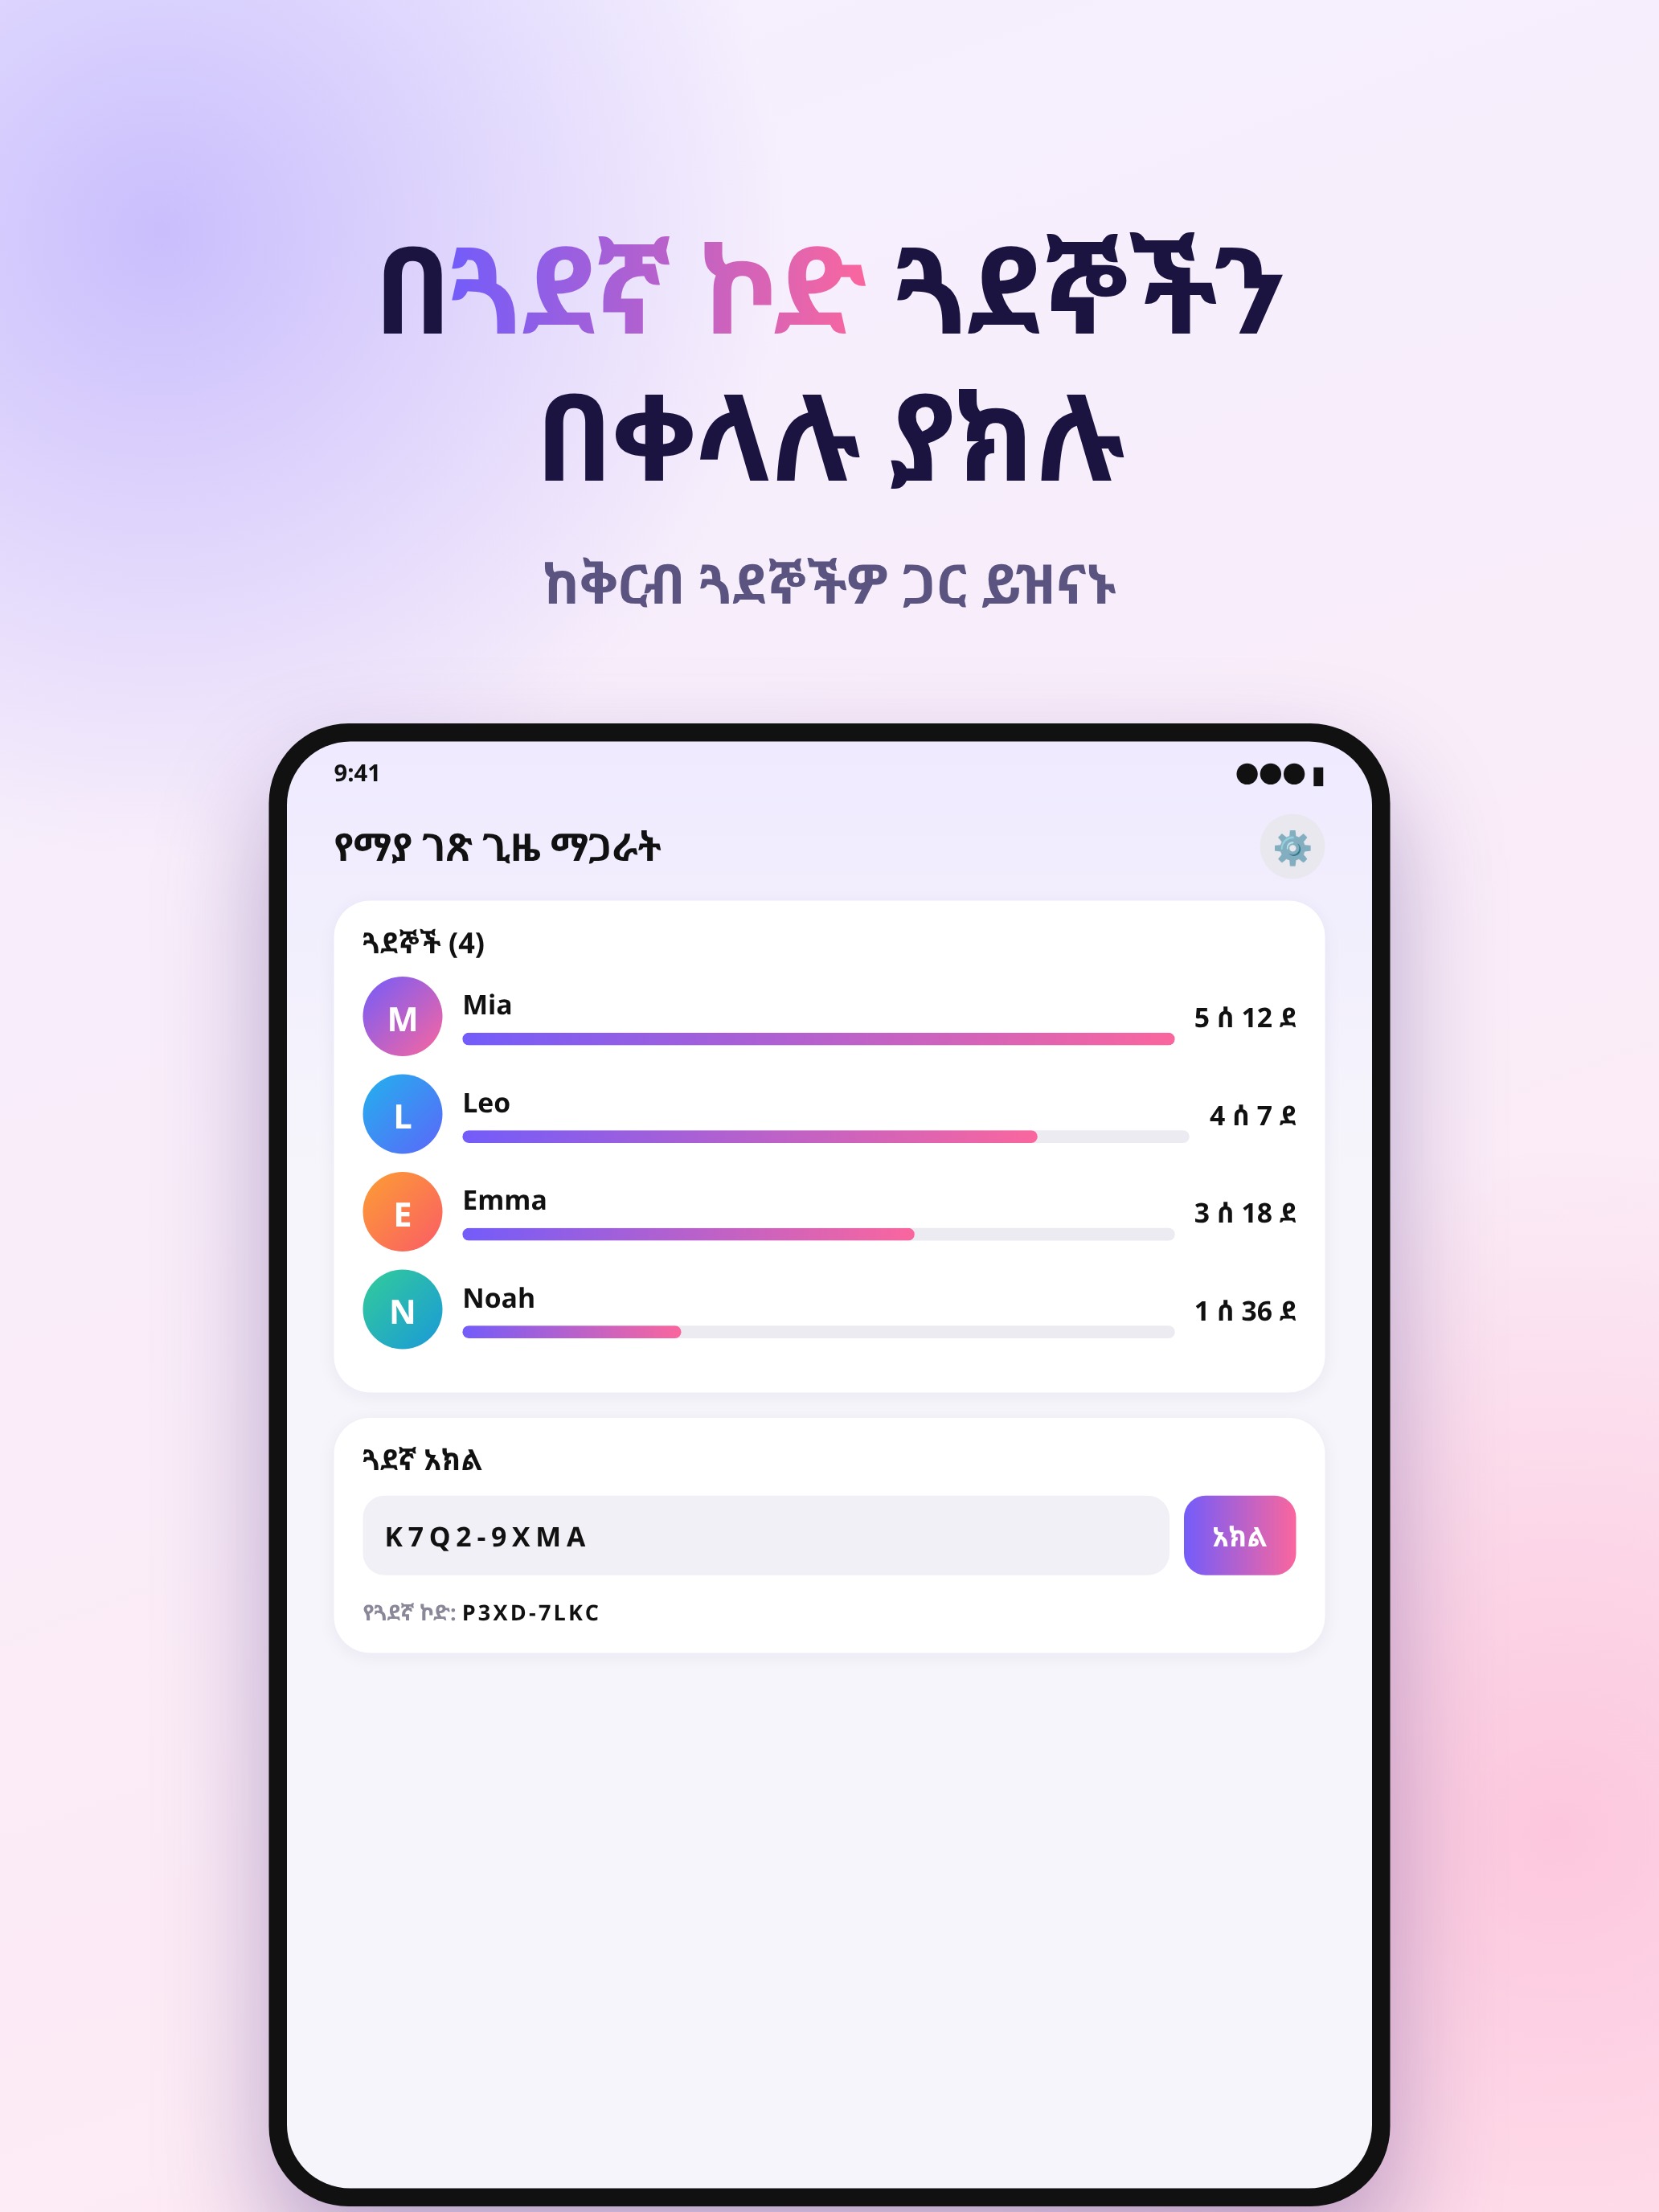 በጓደኛ ኮድ ጓደኞችን
በቀላሉ ያክሉ
ከቅርብ ጓደኞችዎ ጋር ይዝናኑ
9:41
የማያ ገጽ ጊዜ ማጋራት
ጓደኞች (4)
M
Mia
5 ሰ 12 ደ
L
Leo
4 ሰ 7 ደ
E
Emma
3 ሰ 18 ደ
N
Noah
1 ሰ 36 ደ
ጓደኛ አክል
K7Q2-9XMA
አክል
የጓደኛ ኮድ: P3XD-7LKC